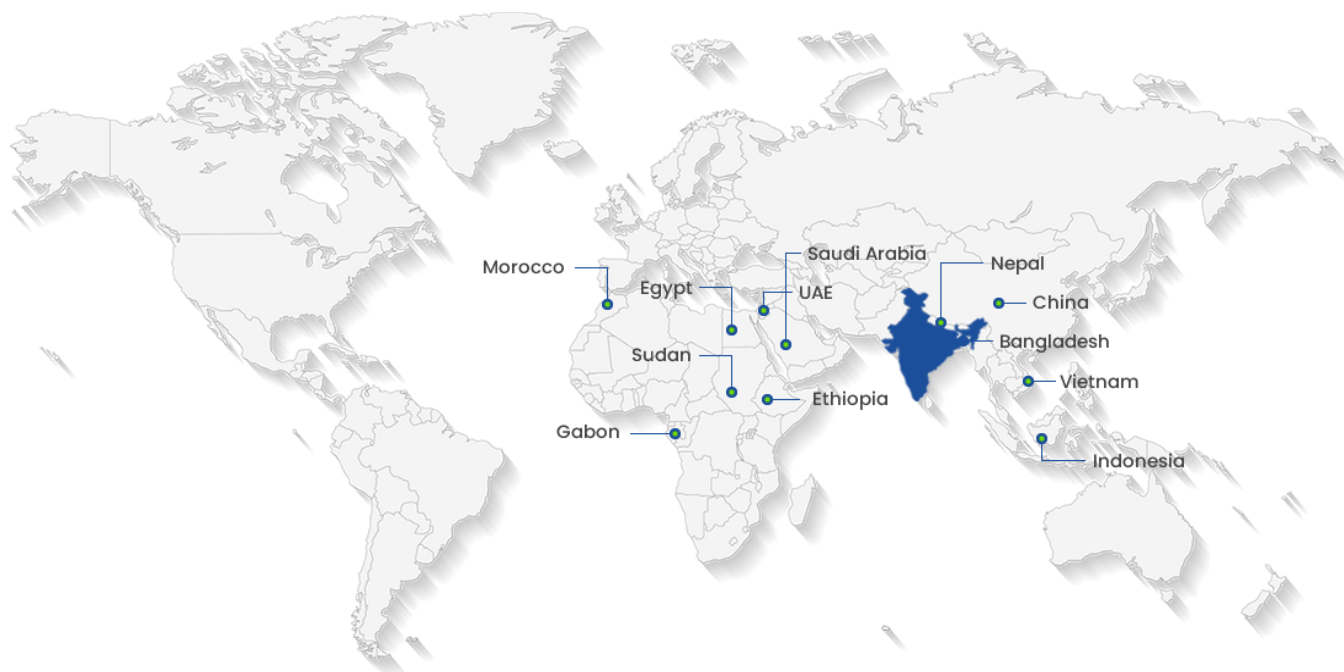 Saudi Arabia
Nepal
Morocco
Egypt
UAE
China
Bangladesh
Sudan
Vietnam
Ethiopia
Gabon
Indonesia